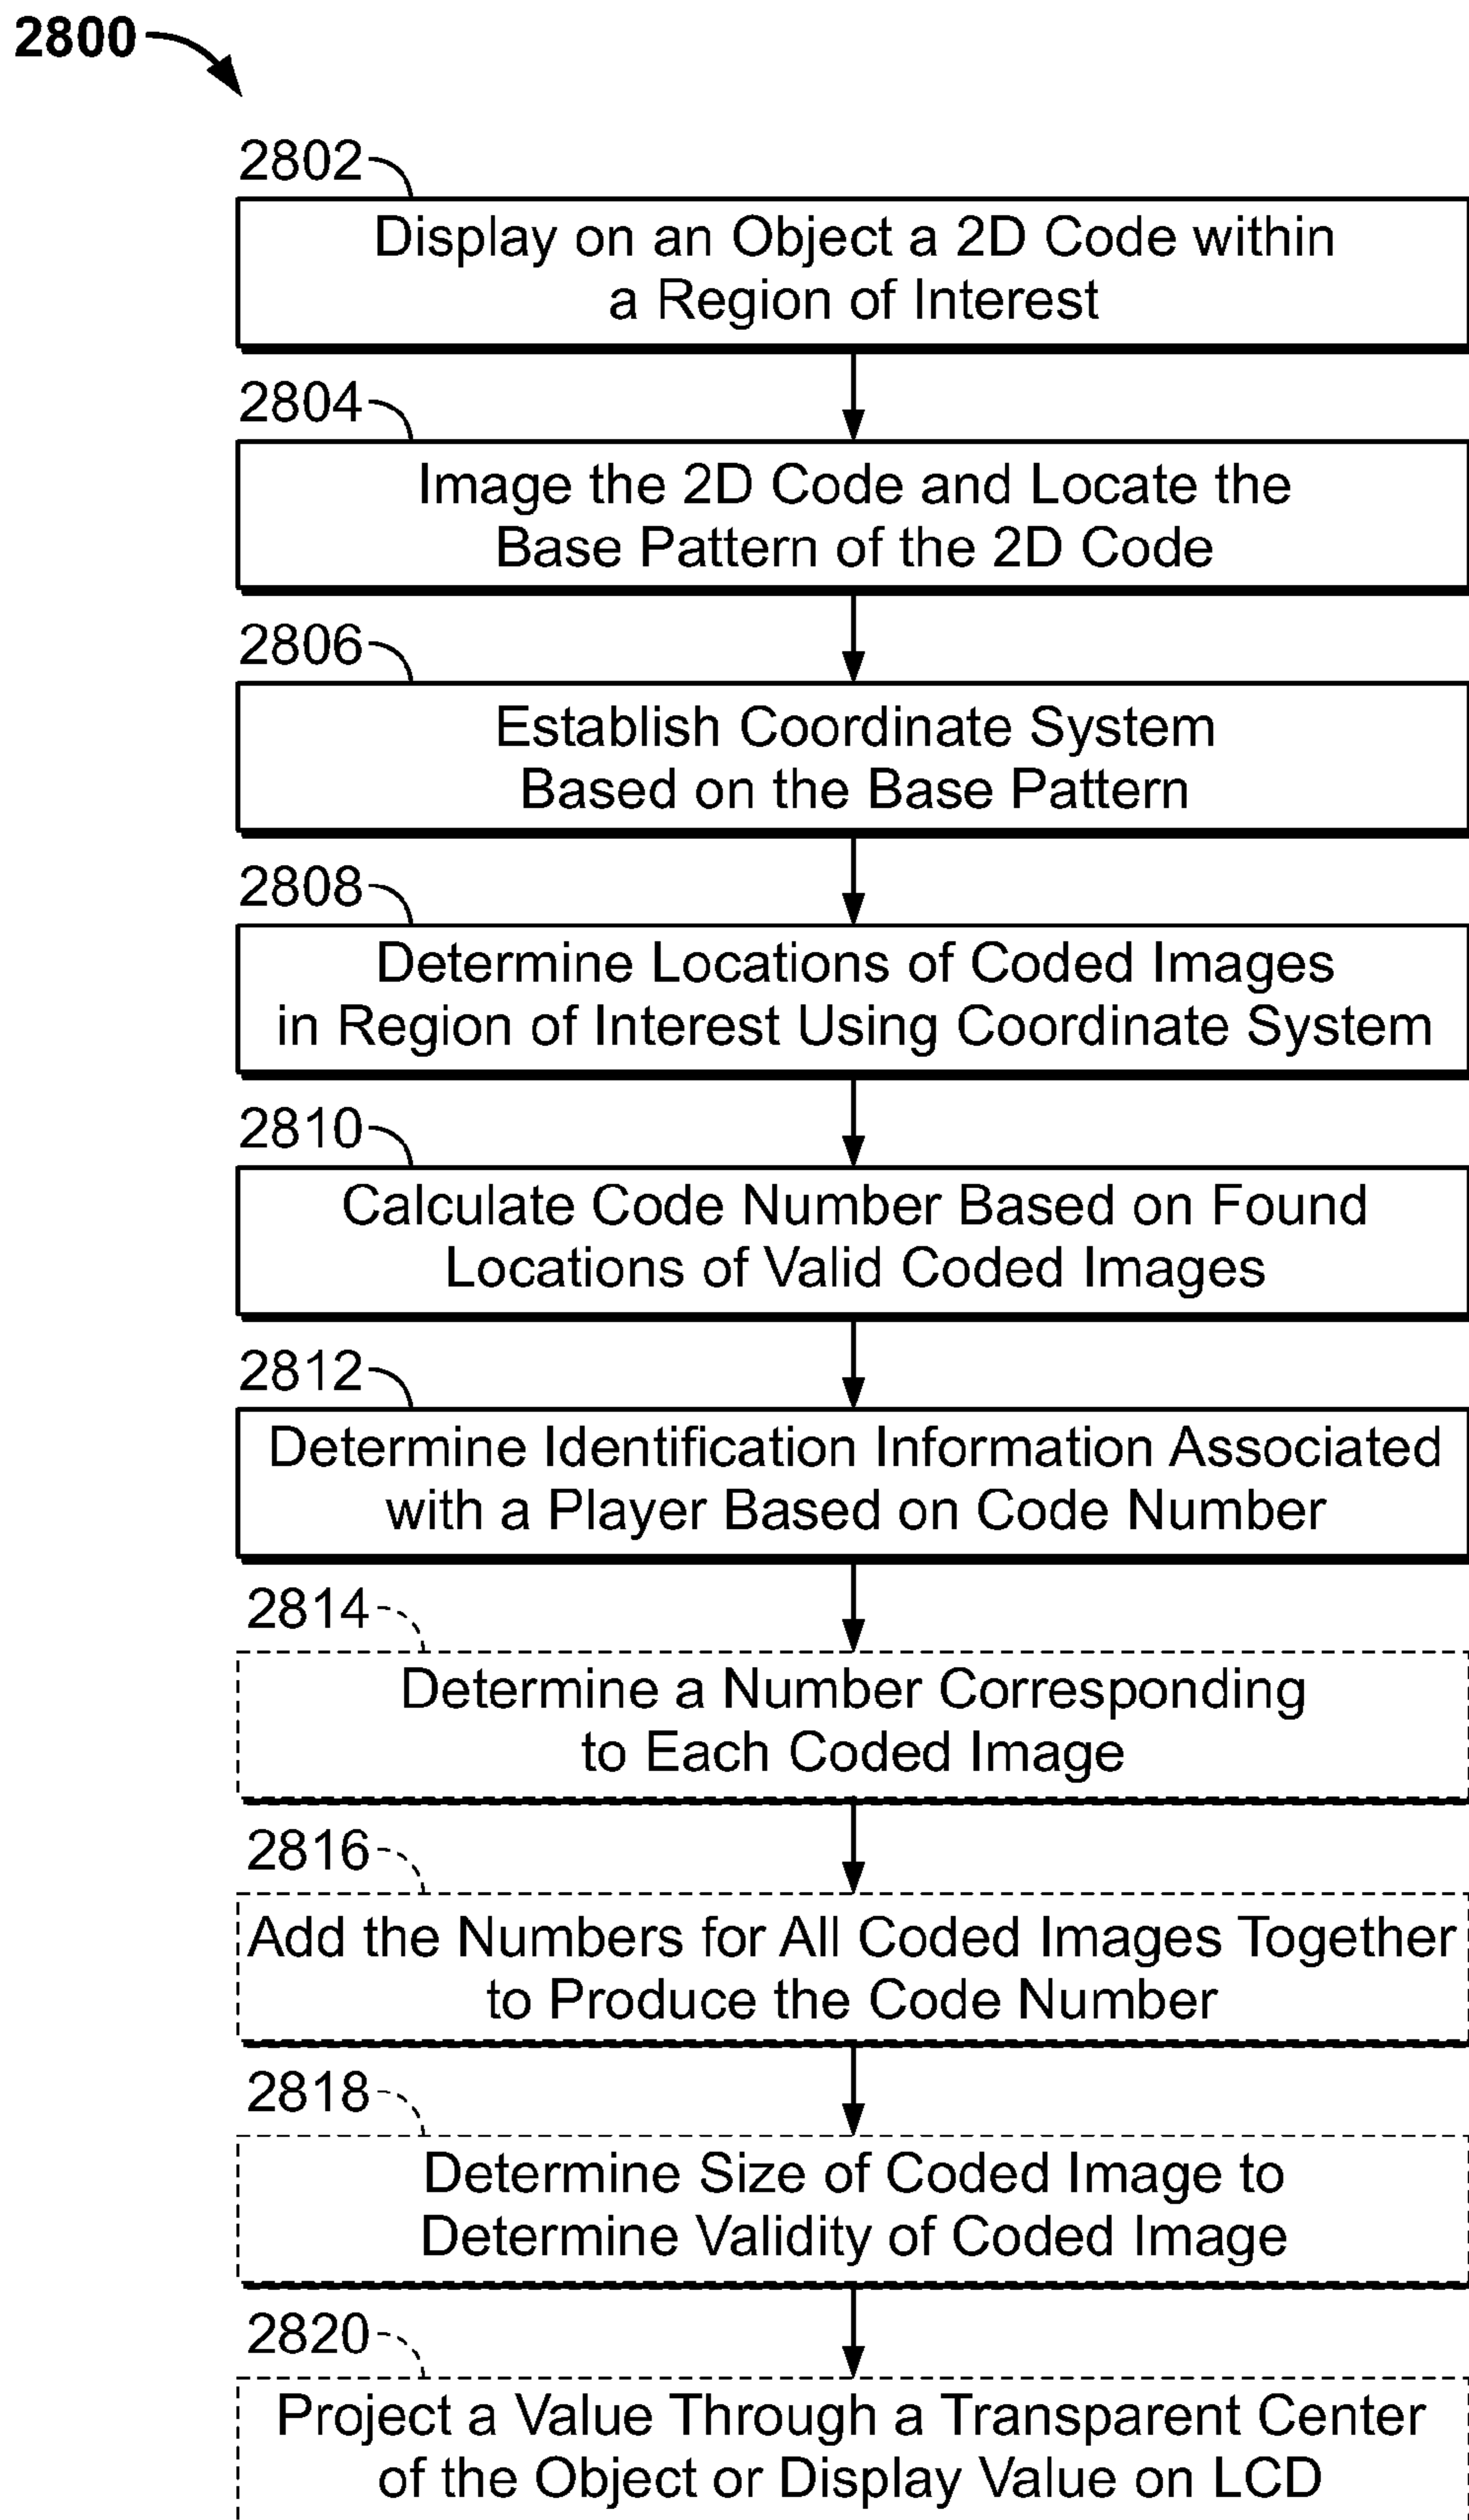 2800
2802
Display on an Object a 2D Code within
a Region of Interest
2804
Image the 2D Code and Locate the
Base Pattern of the 2D Code
2806
Establish Coordinate System
Based on the Base Pattern
2808
Determine Locations of Coded Images
in Region of Interest Using Coordinate System
2810
Calculate Code Number Based on Found
Locations of Valid Coded Images
2812
Determine Identification Information Associated
with a Player Based on Code Number
2814
Determine a Number Corresponding
to Each Coded Image
2816
Add the Numbers for All Coded Images Together
to Produce the Code Number
2818
Determine Size of Coded Image to
Determine Validity of Coded Image
2820
Project a Value Through a Transparent Center
of the Object or Display Value on LCD